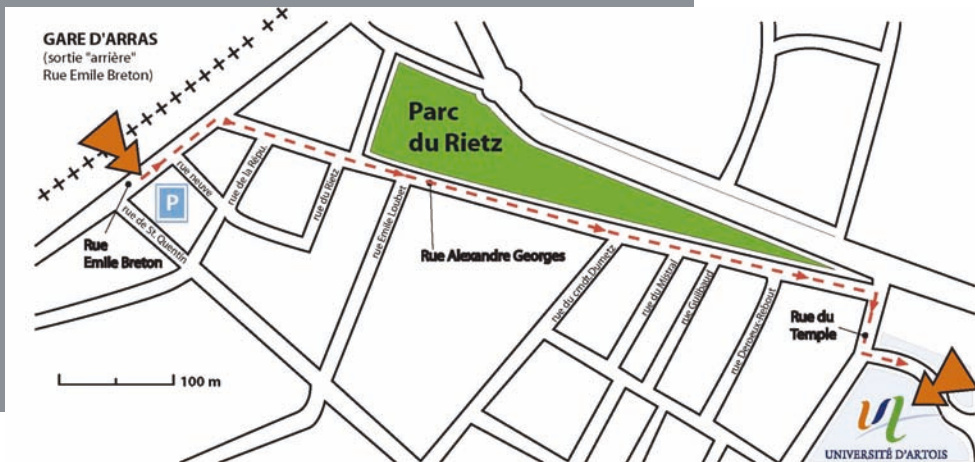 GARE D'ARRAS
(sortie "arrière"
Rue Emile Breton)
Parc
du Rietz
rue neuve
rue de la Répu.
rue du Rietz
P
rue de St. Quentin
Rue
Emile Breton
rue Emile Loubet
Rue Alexandre Georges
rue du cmdt Dumetz
rue du Mistral
rue Guilbaud
rue Deroeux-Rebout
Rue du
Temple
100 m
UNIVERSITÉ D'ARTOIS